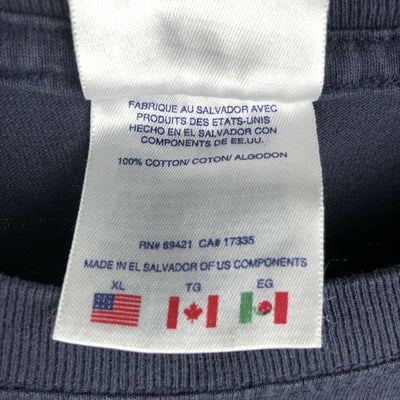 FABRIQUE AU SALVADOR AVEC
PRODUITS DES ETATS-UNIS
HECHO EN EL SALVADOR CON
COMPONENTS DE EE.UU.
100% COTTON/ COTON/ ALGODON
RN# 69421 CA# 17335
MADE IN EL SALVADOR OF US COMPONENTS
XL TG EG